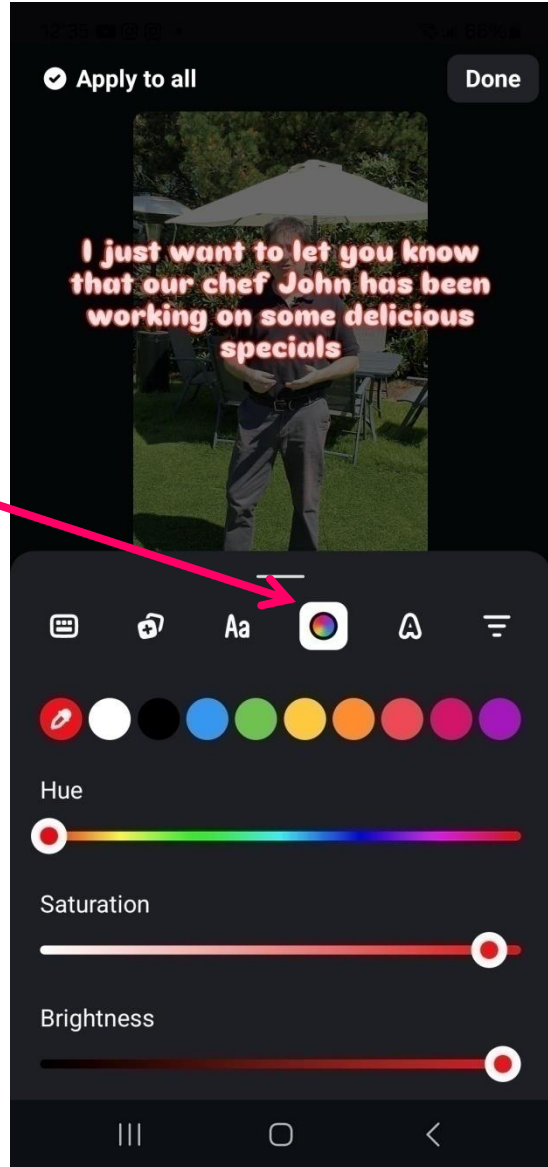 Apply to all
Done
I just want to let you know
that our chef John has been
working on some delicious
specials
Aa
A
Hue
Saturation
Brightness